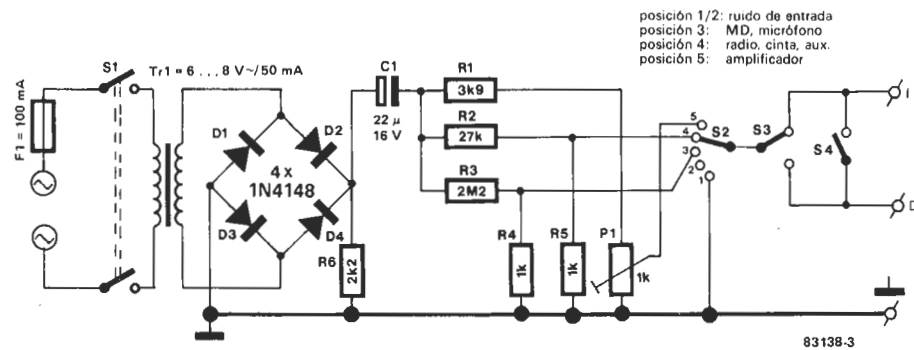 posición 1/2: ruido de entrada
posición 3: MD, micrófono
posición 4: radio, cinta, aux.
posición 5: amplificador
S1
Tr1 = 6 ... 8 V~/50 mA
F1 = 100 mA
C1
22 µ
16 V
R1
3k9
R2
27k
R3
2M2
D1
D2
4x
1N4148
D3
D4
R6
2k2
R4
1k
R5
1k
P1
1k
5
4
3
2
1
S2
S3
S4
I
D
83138-3